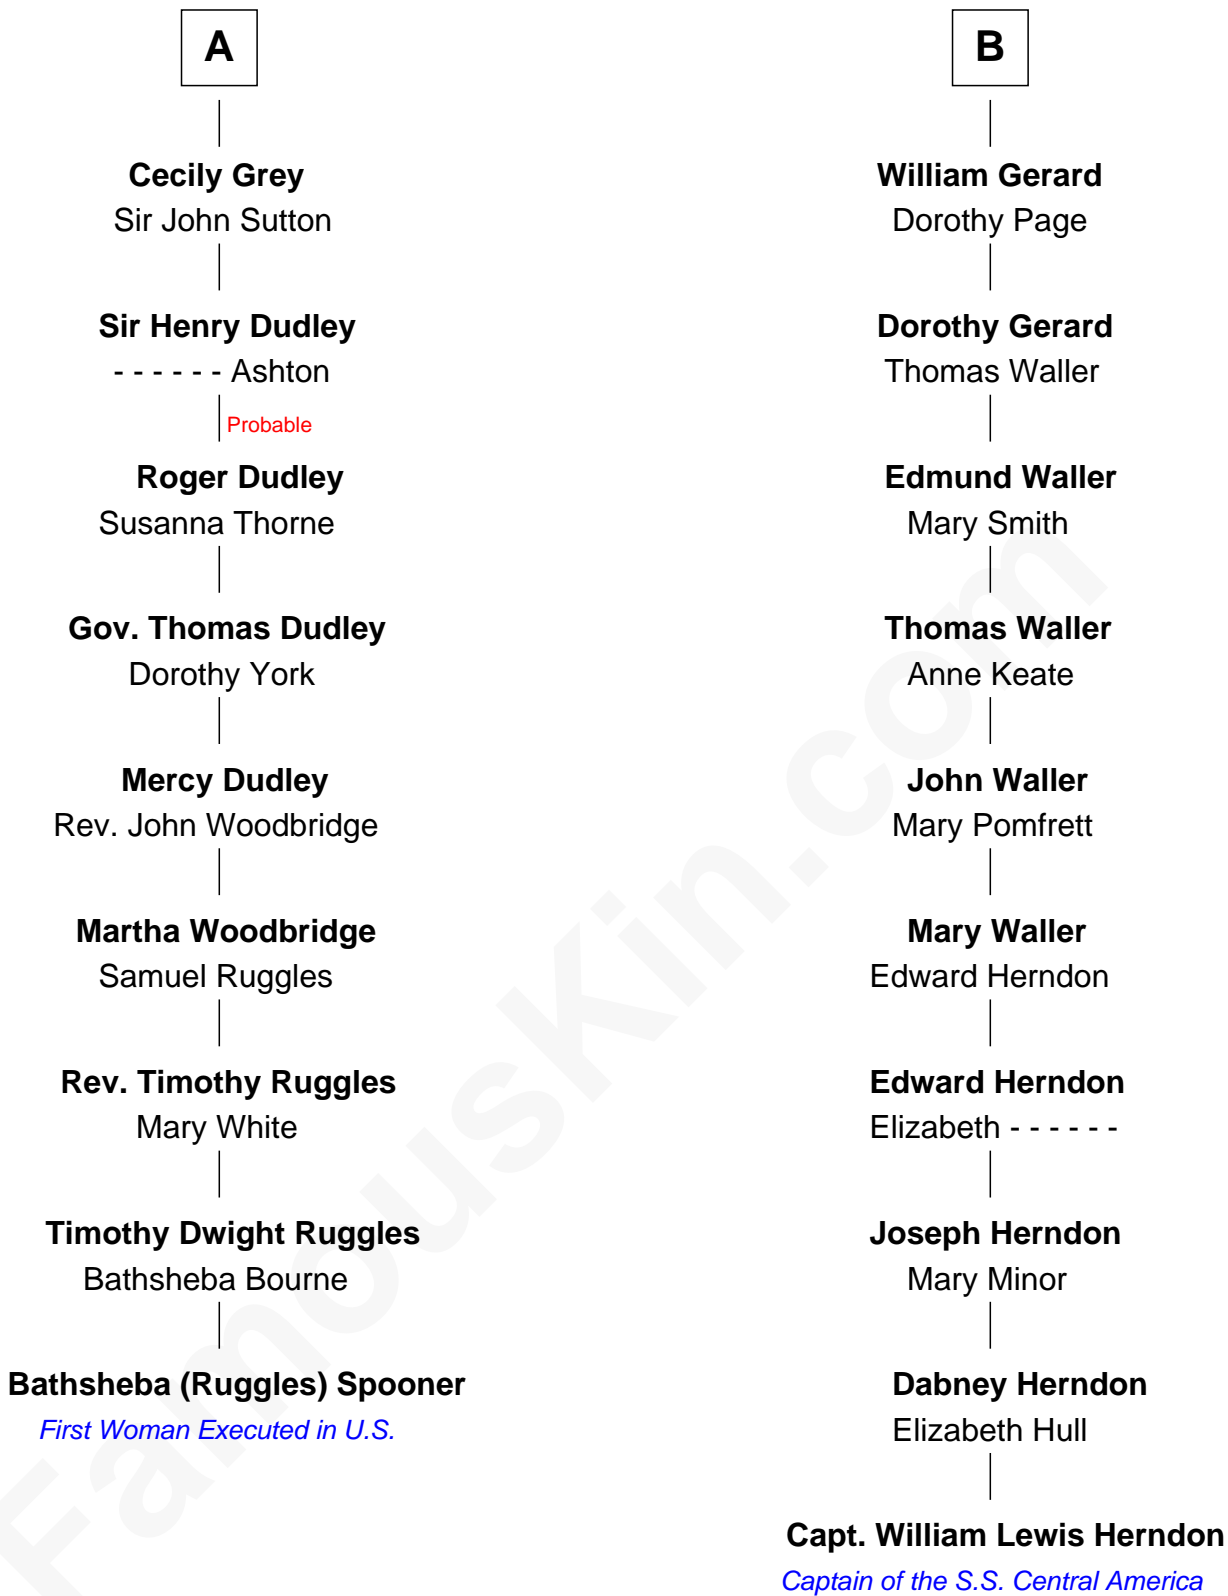 A
Cecily Grey
Sir John Sutton
Sir Henry Dudley
- - - - - - Ashton
Probable
Roger Dudley
Susanna Thorne
Gov. Thomas Dudley
Dorothy York
Mercy Dudley
Rev. John Woodbridge
Martha Woodbridge
Samuel Ruggles
Rev. Timothy Ruggles
Mary White
Timothy Dwight Ruggles
Bathsheba Bourne
Bathsheba (Ruggles) Spooner
First Woman Executed in U.S.
B
William Gerard
Dorothy Page
Dorothy Gerard
Thomas Waller
Edmund Waller
Mary Smith
Thomas Waller
Anne Keate
John Waller
Mary Pomfrett
Mary Waller
Edward Herndon
Edward Herndon
Elizabeth - - - - - -
Joseph Herndon
Mary Minor
Dabney Herndon
Elizabeth Hull
Capt. William Lewis Herndon
Captain of the S.S. Central America
FamousKin.com